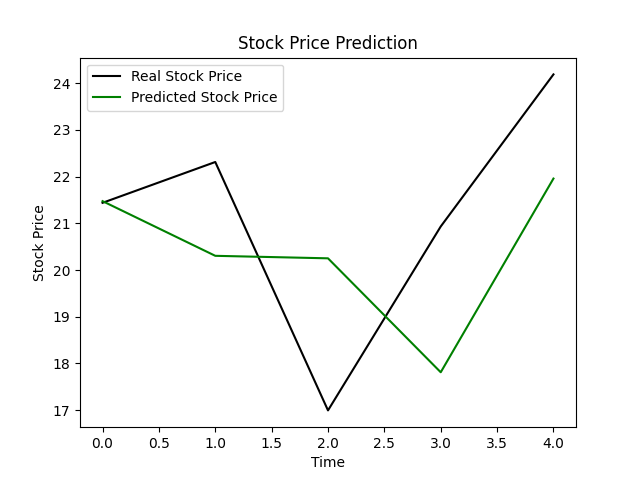 Stock Price Prediction
Real Stock Price
Predicted Stock Price
24
23
22
21
20
19
18
17
Stock Price
0.0 0.5 1.0 1.5 2.0 2.5 3.0 3.5 4.0
Time